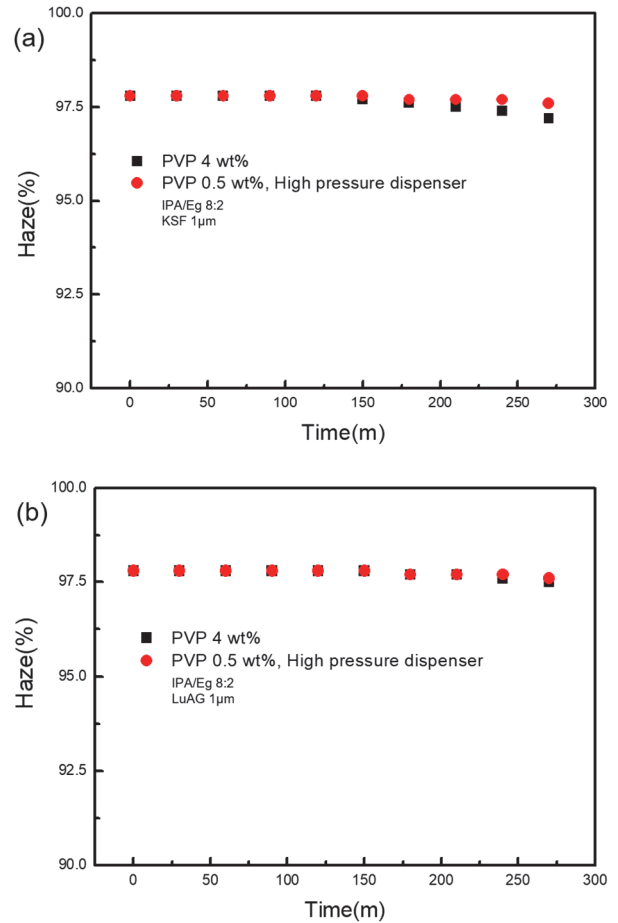 (a)
100.0
97.5
95.0
92.5
90.0
Haze(%)
PVP 4 wt%
PVP 0.5 wt%, High pressure dispenser
IPA/Eg 8:2
KSF 1μm
0 50 100 150 200 250 300
Time(m)
(b)
100.0
97.5
95.0
92.5
90.0
Haze(%)
PVP 4 wt%
PVP 0.5 wt%, High pressure dispenser
IPA/Eg 8:2
LuAG 1μm
0 50 100 150 200 250 300
Time(m)